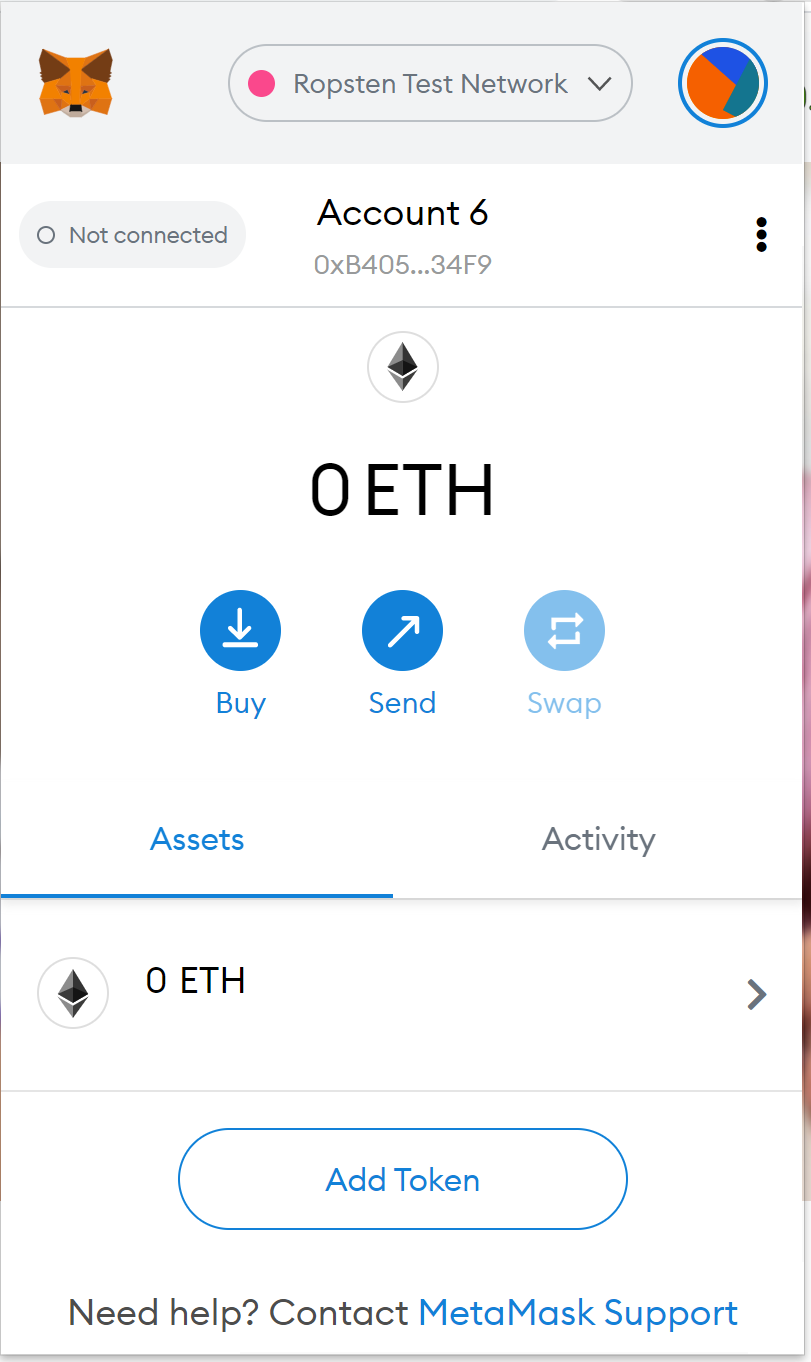 Ropsten Test Network
Not connected
Account 6
0xB405...34F9
0 ETH
Buy
Send
Swap
Assets
Activity
0 ETH
Add Token
Need help? Contact MetaMask Support